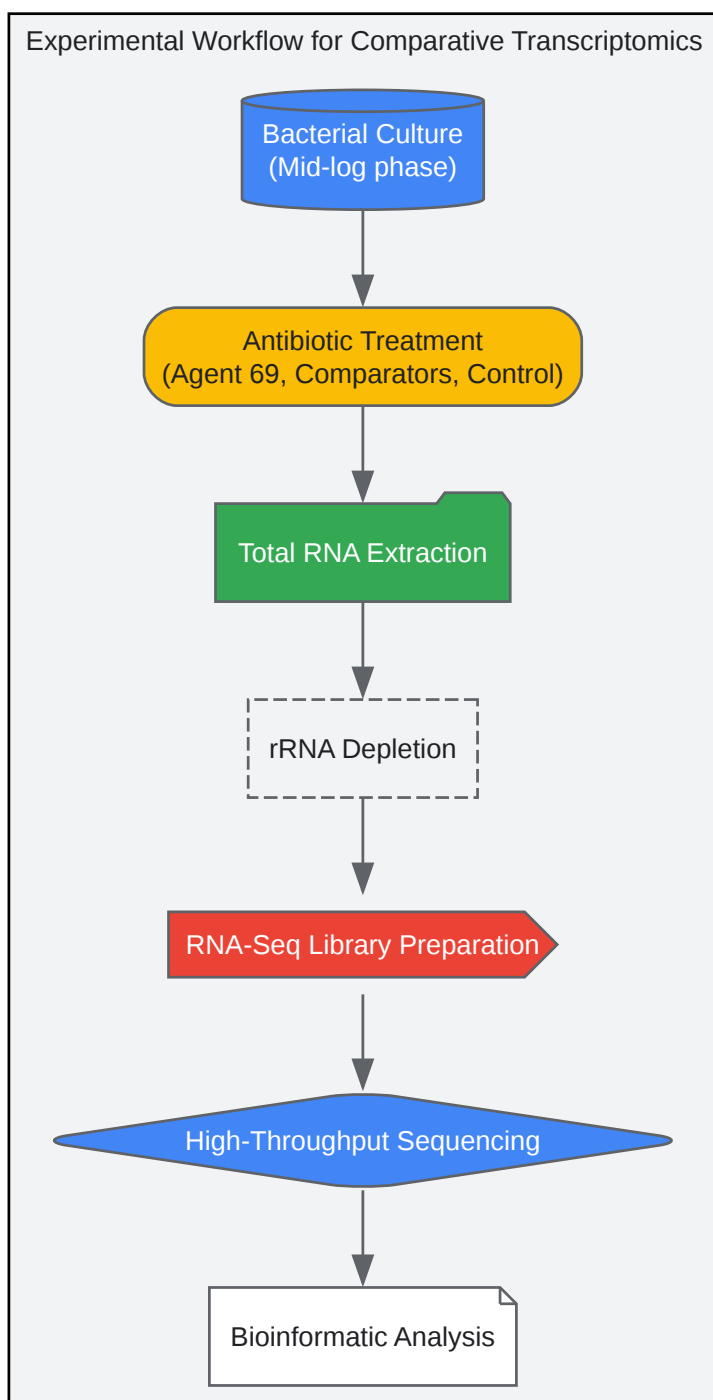 Experimental Workflow for Comparative Transcriptomics
Bacterial Culture
(Mid-log phase)
Antibiotic Treatment
(Agent 69, Comparators, Control)
Total RNA Extraction
rRNA Depletion
RNA-Seq Library Preparation
High-Throughput Sequencing
Bioinformatic Analysis